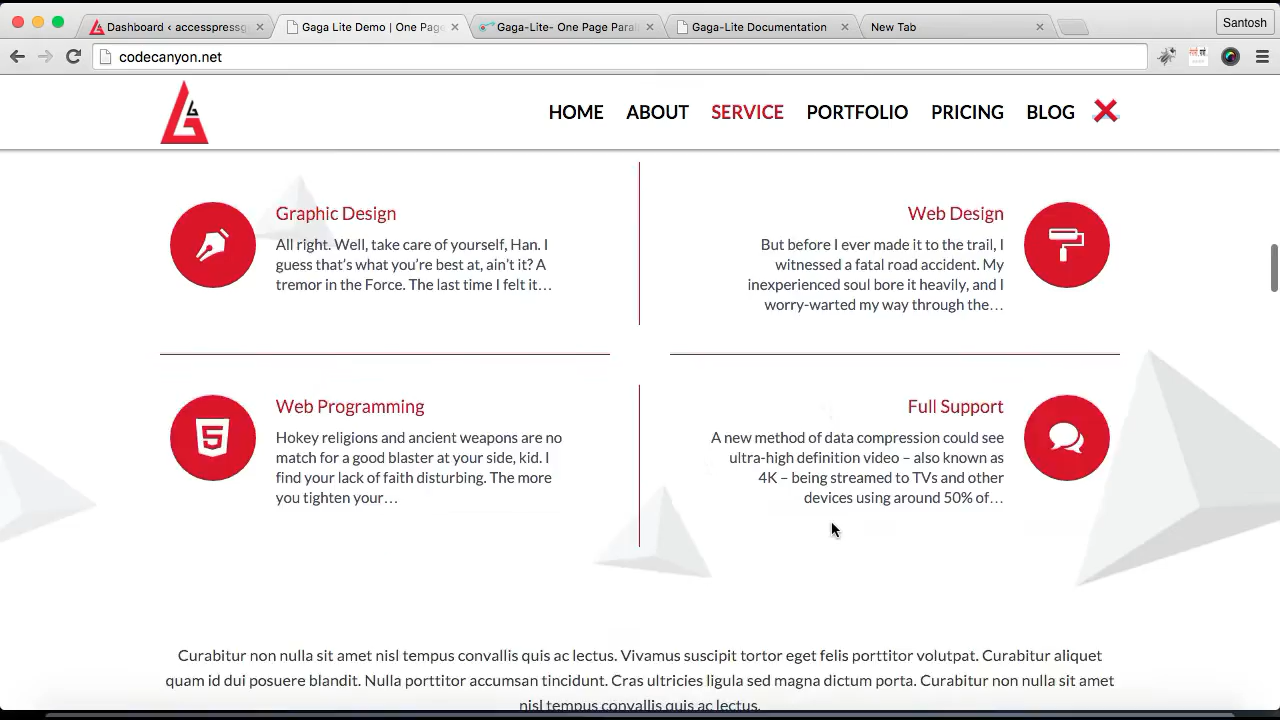 Dashboard ‹ accesspressg
Gaga Lite Demo | One Page
Gaga-Lite- One Page Paral
Gaga-Lite Documentation
New Tab
Santosh
codecanyon.net
HOME ABOUT SERVICE PORTFOLIO PRICING BLOG
Graphic Design
All right. Well, take care of yourself, Han. I
guess that’s what you’re best at, ain’t it? A
tremor in the Force. The last time I felt it…
Web Design
But before I ever made it to the trail, I
witnessed a fatal road accident. My
inexperienced soul bore it heavily, and I
worry-warted my way through the…
Web Programming
Hokey religions and ancient weapons are no
match for a good blaster at your side, kid. I
find your lack of faith disturbing. The more
you tighten your…
Full Support
A new method of data compression could see
ultra-high definition video – also known as
4K – being streamed to TVs and other
devices using around 50% of…
Curabitur non nulla sit amet nisl tempus convallis quis ac lectus. Vivamus suscipit tortor eget felis porttitor volutpat. Curabitur aliquet
quam id dui posuere blandit. Nulla porttitor accumsan tincidunt. Cras ultricies ligula sed magna dictum porta. Curabitur non nulla sit amet
nisl tempus convallis quis ac lectus.